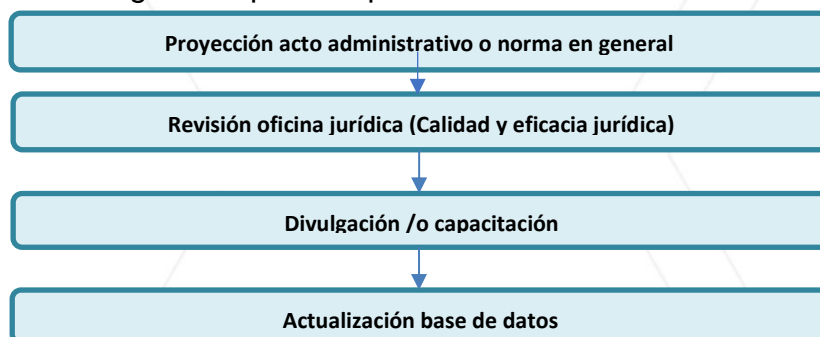 Proyección acto administrativo o norma en general
Revisión oficina jurídica (Calidad y eficacia jurídica)
Divulgación /o capacitación
Actualización base de datos